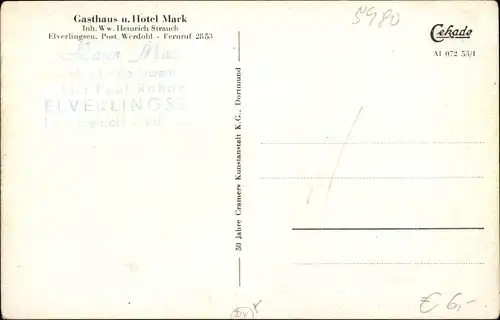 Gasthaus u. Hotel Mark
Inh. Ww. Heinrich Strauch
Elverlingsen, Post. Werdohl - Fernruf 2853
ELVERLINGS
5980
Cekade
A1 072 53/1
50 Jahre Cramers Kunstanstalt K.G., Dortmund
€ 6,-